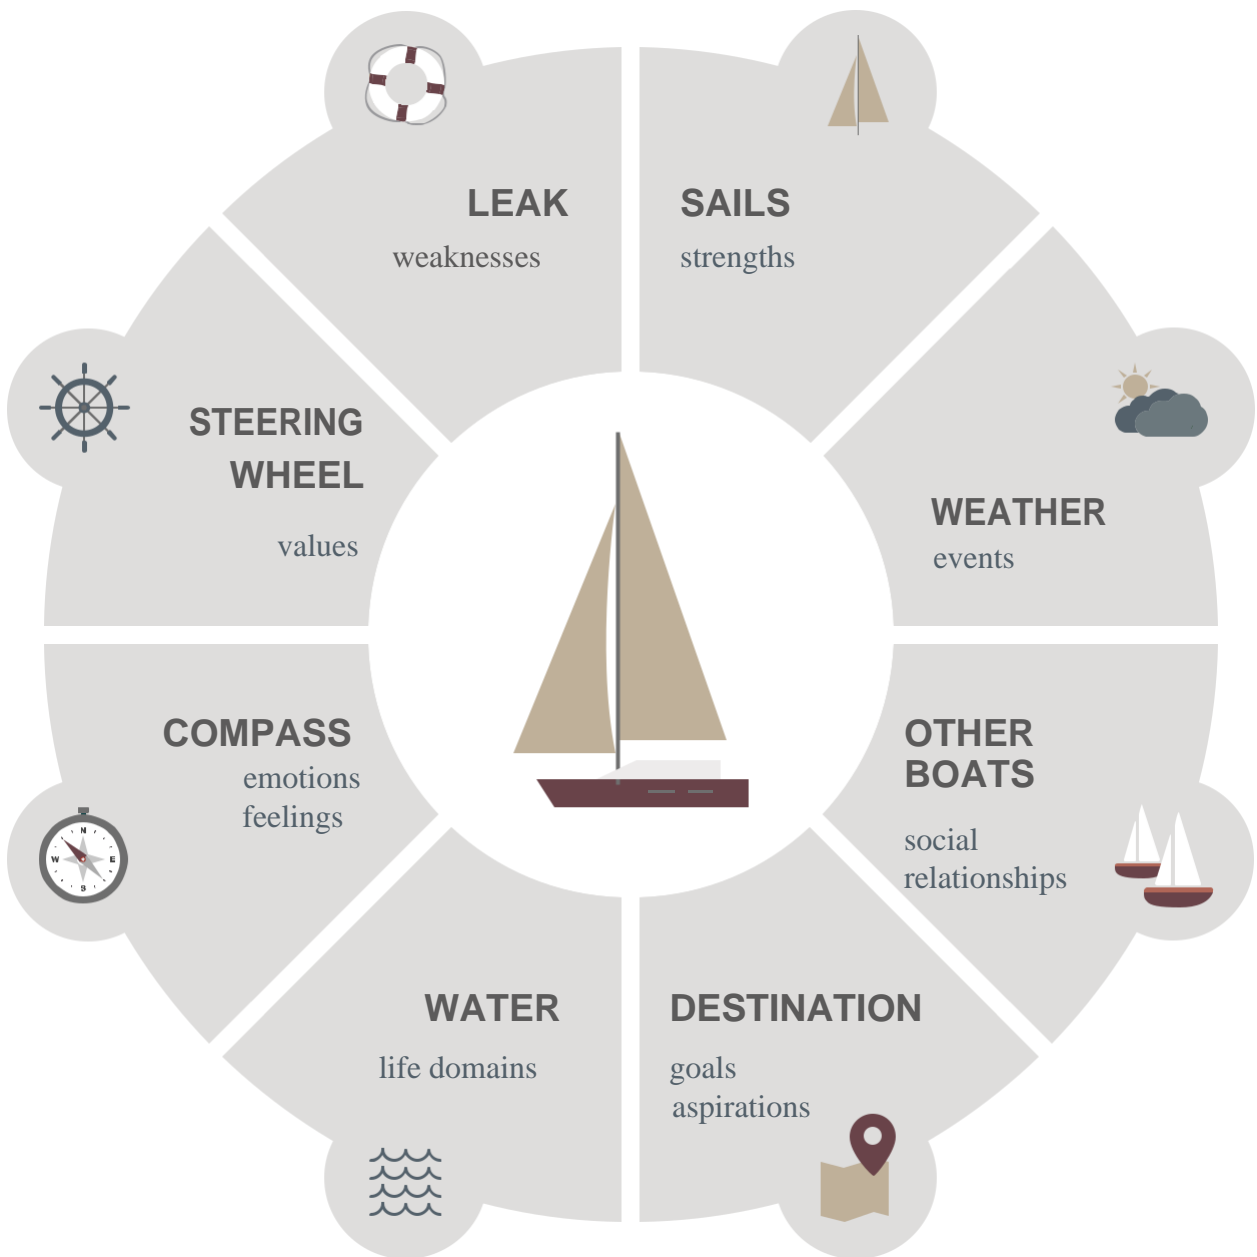 LEAK
weaknesses
SAILS
strengths
STEERING
WHEEL
values
WEATHER
events
COMPASS
emotions
feelings
OTHER
BOATS
social
relationships
WATER
life domains
DESTINATION
goals
aspirations
N
W
E
S